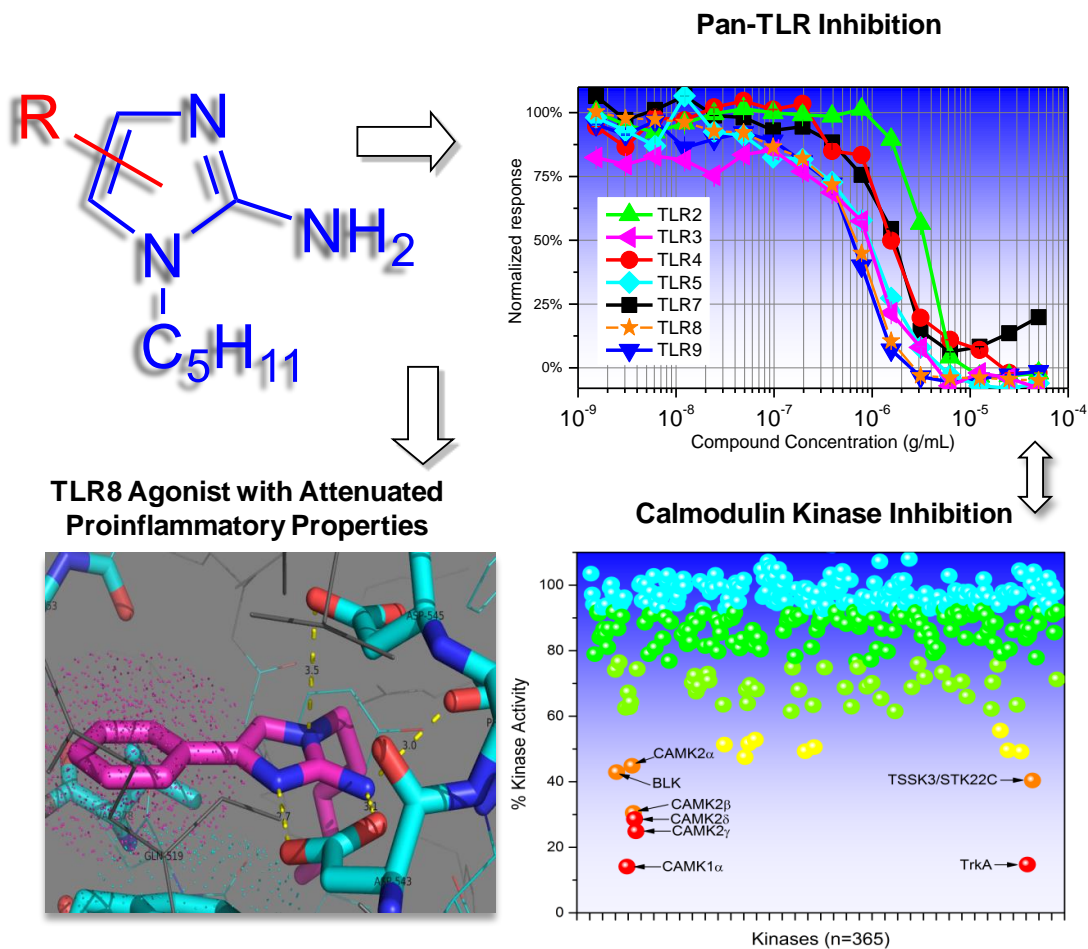 Pan-TLR Inhibition
R
N
N
NH2
C5H11
100%
75%
50%
25%
0%
Normalized response
TLR2
TLR3
TLR4
TLR5
TLR7
TLR8
TLR9
10-9
10-8
10-7
10-6
10-5
10-4
Compound Concentration (g/mL)
TLR8 Agonist with Attenuated
Proinflammatory Properties
ASP-545
3.5
3.0
2.7
GLN-519
ASP-543
Calmodulin Kinase Inhibition
100
80
60
40
20
0
% Kinase Activity
CAMK2α
BLK
CAMK2β
CAMK2δ
CAMK2γ
CAMK1α
TSSK3/STK22C
TrkA
Kinases (n=365)